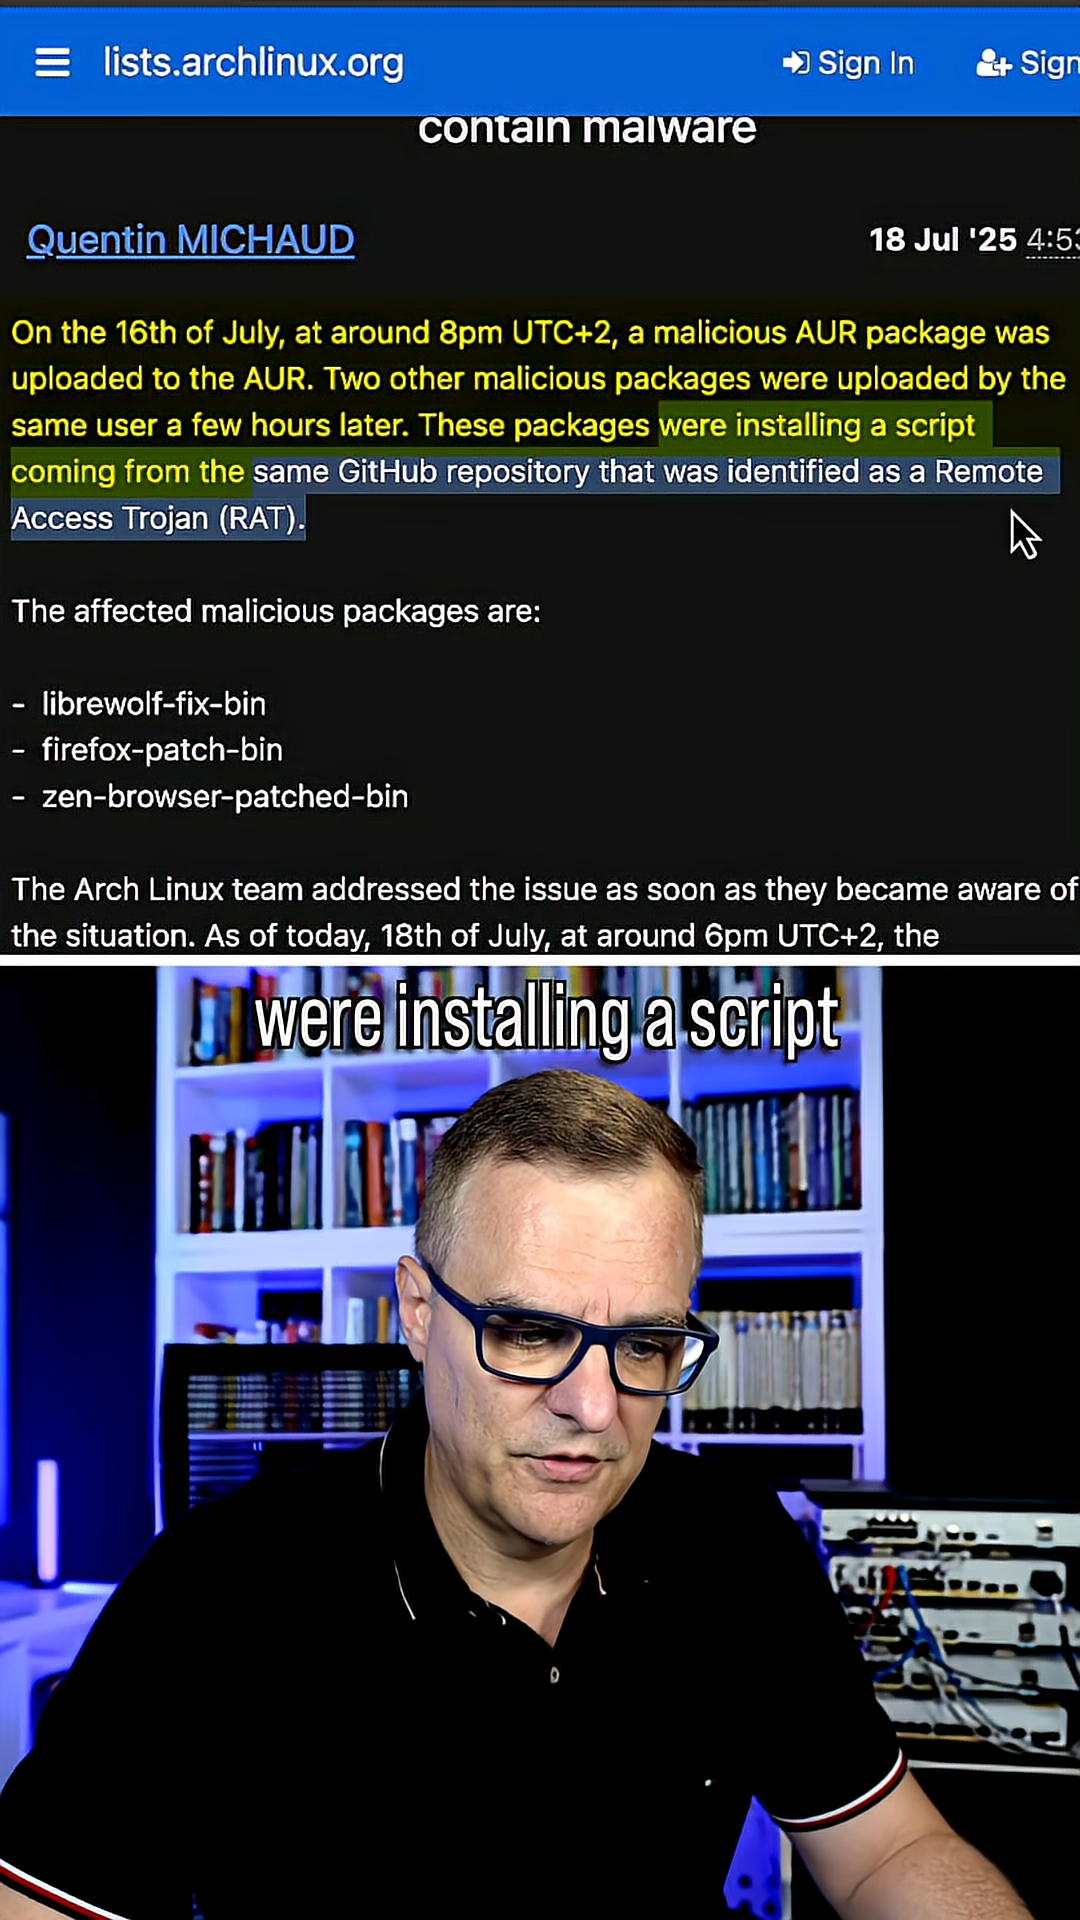 lists.archlinux.org Sign In Sign
contain malware
Quentin MICHAUD 18 Jul '25 4:53
On the 16th of July, at around 8pm UTC+2, a malicious AUR package was
uploaded to the AUR. Two other malicious packages were uploaded by the
same user a few hours later. These packages were installing a script
coming from the same GitHub repository that was identified as a Remote
Access Trojan (RAT).
The affected malicious packages are:
- librewolf-fix-bin
- firefox-patch-bin
- zen-browser-patched-bin
The Arch Linux team addressed the issue as soon as they became aware of
the situation. As of today, 18th of July, at around 6pm UTC+2, the
were installing a script